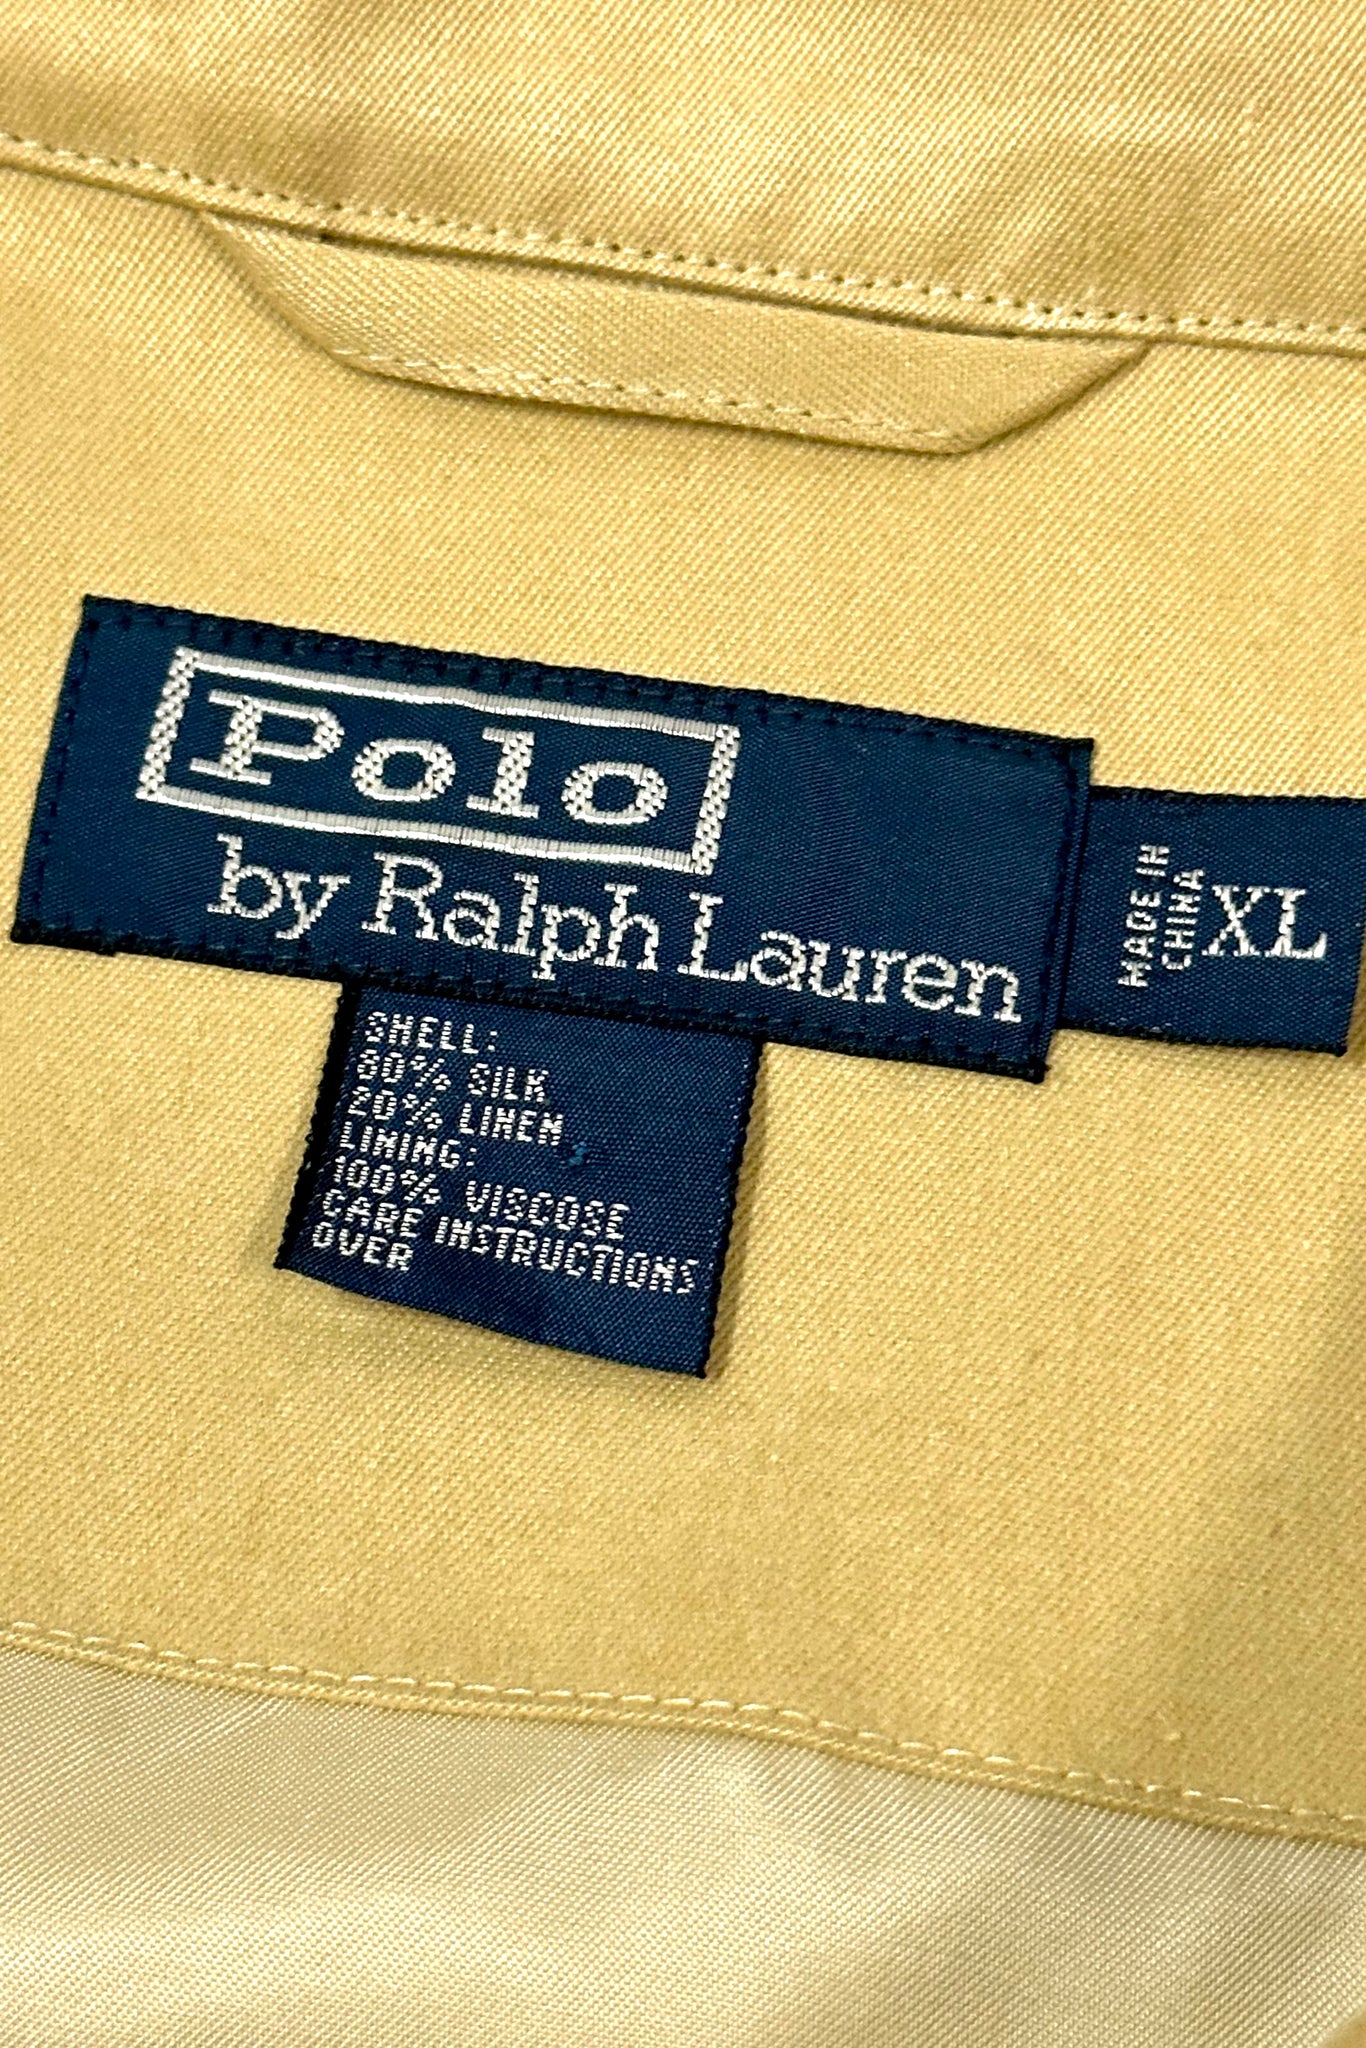 Polo
by Ralph Lauren
MADE IN
CHINA
XL
SHELL:
80% SILK
20% LINEN
LINING:
100% VISCOSE
CARE INSTRUCTIONS
OVER